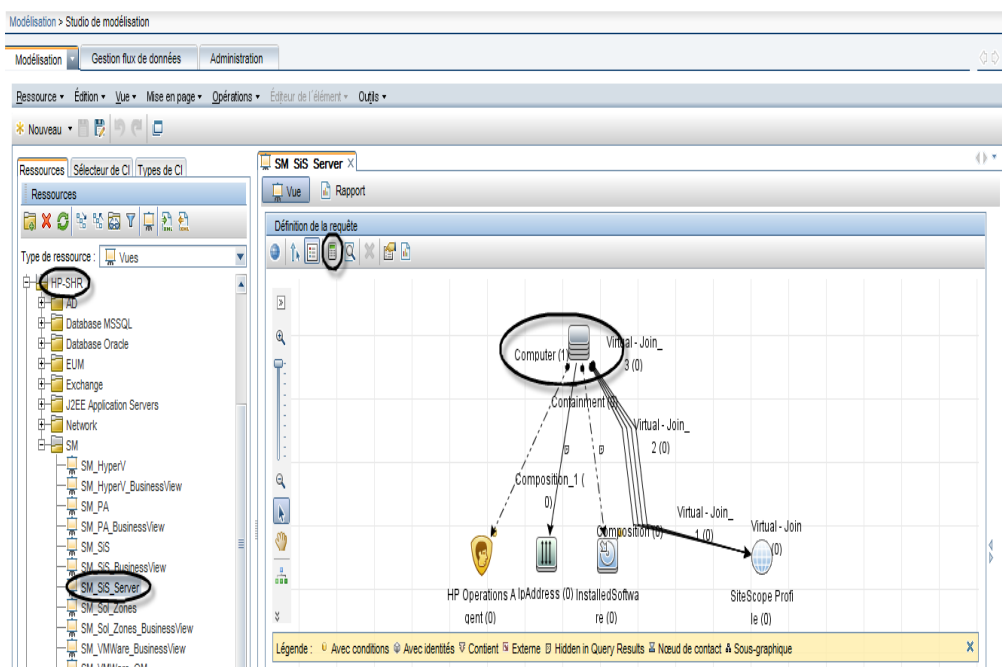 Modélisation > Studio de modélisation
Modélisation Gestion flux de données Administration
Ressource Édition Vue Mise en page Opérations Éditeur de l'élément Outils
Nouveau
Ressources Sélecteur de CI Types de CI
Ressources
Type de ressource : Vues
HP-SHR
AD
Database MSSQL
Database Oracle
EUM
Exchange
J2EE Application Servers
Network
SM
SM_HyperV
SM_HyperV_BusinessView
SM_PA
SM_PA_BusinessView
SM_SiS
SM_SiS_BusinessView
SM_SiS_Server
SM_Sol_Zones
SM_Sol_Zones_BusinessView
SM_VMWare_BusinessView
SM_VMWare_OM
SM SiS Server X
Vue Rapport
Définition de la requête
Computer (1)
Virtual - Join_
3 (0)
Containment (0)
Virtual - Join_
2 (0)
Composition_1 (
0)
Composition (0)
Virtual - Join_
1 (0)
Virtual - Join
(0)
HP Operations A
gent (0)
IpAddress (0)
InstalledSoftwa
re (0)
SiteScope Profi
le (0)
Légende : Avec conditions Avec identités Content Externe Hidden in Query Results Nœud de contact Sous-graphique X